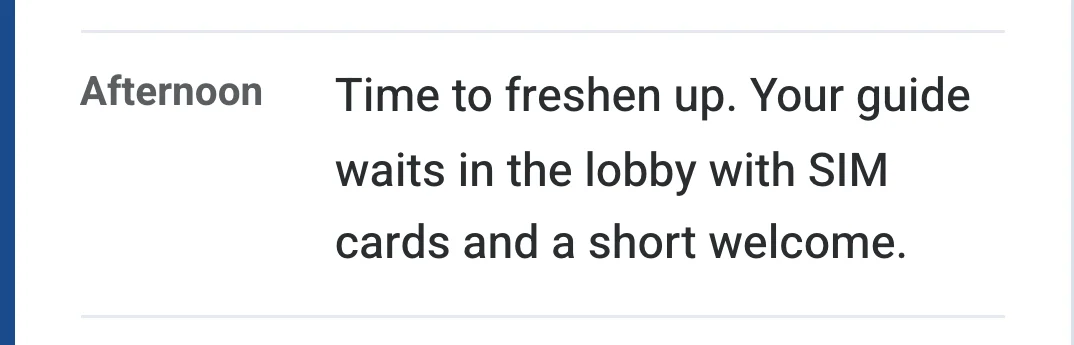 Afternoon
Time to freshen up. Your guide
waits in the lobby with SIM
cards and a short welcome.